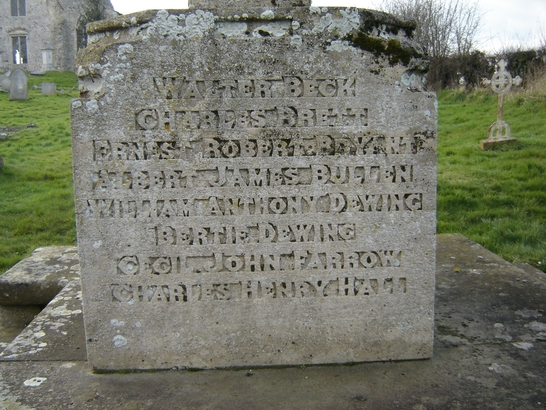 WALTER BECK
CHARLES BRETT
ERNEST ROBERT BRYANT
ALBERT JAMES BULLEN
WILLIAM ANTHONY DEWING
BERTIE DEWING
CECIL JOHN FARROW
CHARLES HENRY HALL